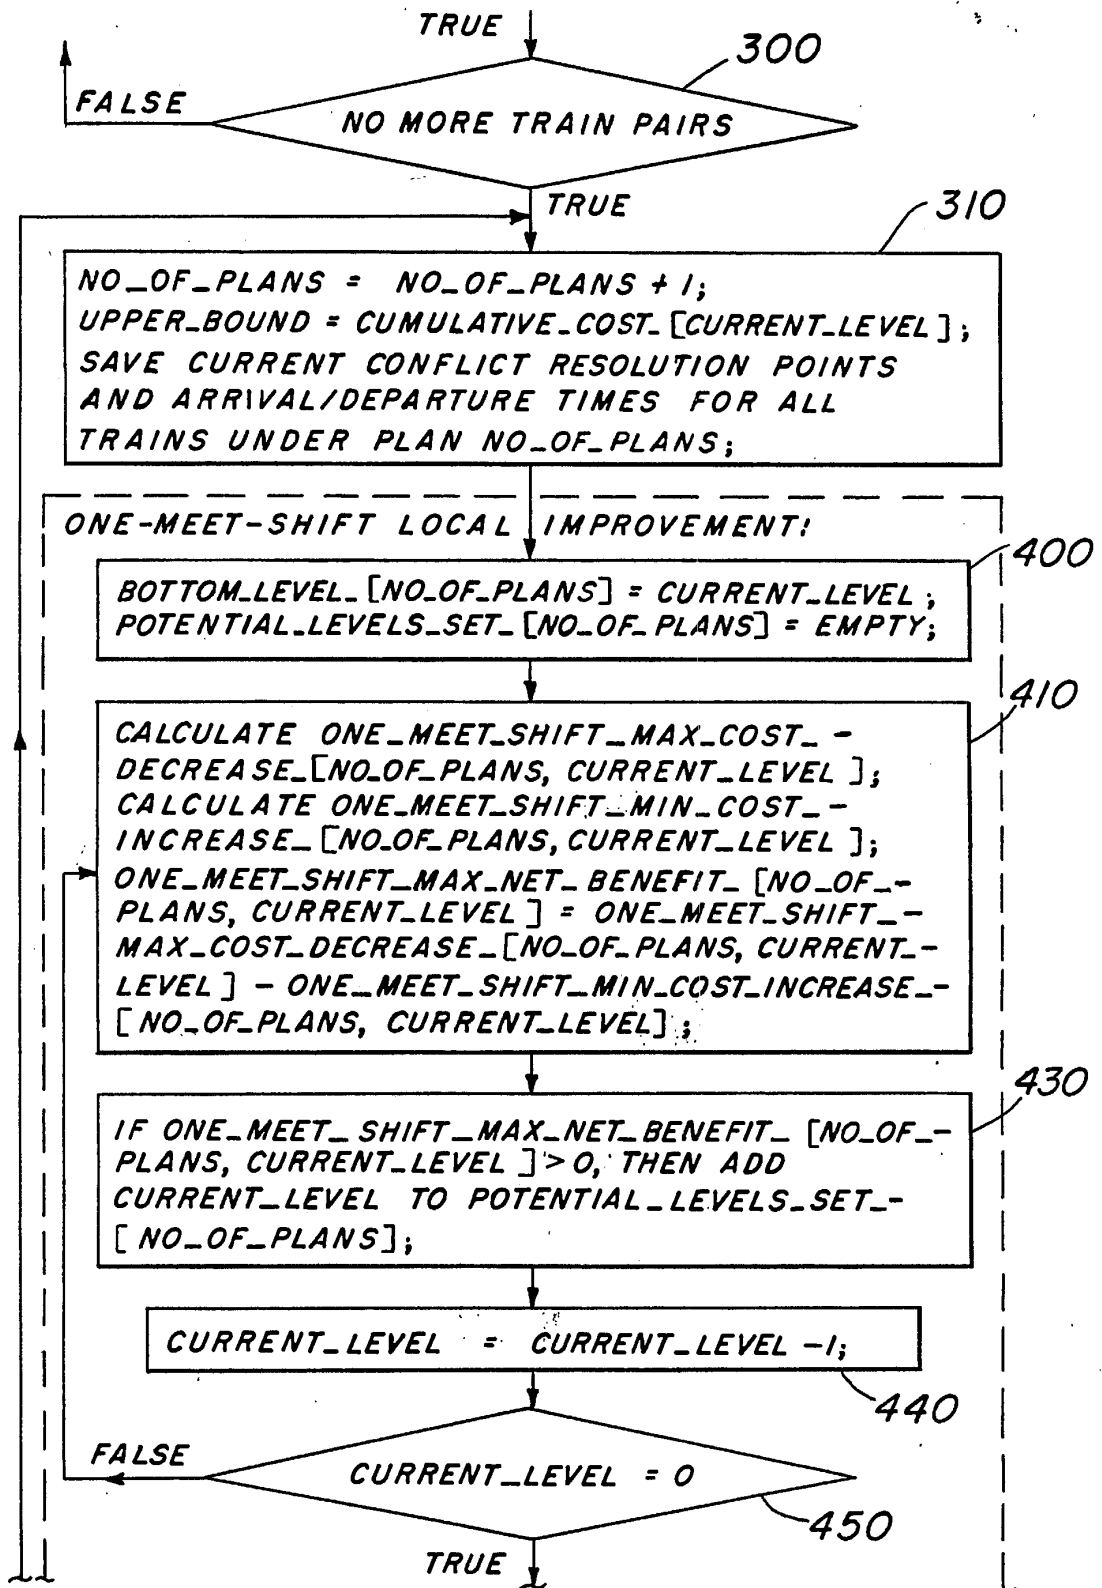 TRUE
300
FALSE
NO MORE TRAIN PAIRS
TRUE
310
NO_OF_PLANS = NO_OF_PLANS + 1;
UPPER_BOUND = CUMULATIVE_COST_[CURRENT_LEVEL];
SAVE CURRENT CONFLICT RESOLUTION POINTS
AND ARRIVAL/DEPARTURE TIMES FOR ALL
TRAINS UNDER PLAN NO_OF_PLANS;
ONE-MEET-SHIFT LOCAL IMPROVEMENT:
400
BOTTOM_LEVEL_[NO_OF_PLANS] = CURRENT_LEVEL;
POTENTIAL_LEVELS_SET_[NO_OF_PLANS] = EMPTY;
410
CALCULATE ONE_MEET_SHIFT_MAX_COST_-
DECREASE_[NO_OF_PLANS, CURRENT_LEVEL];
CALCULATE ONE_MEET_SHIFT_MIN_COST_-
INCREASE_[NO_OF_PLANS, CURRENT_LEVEL];
ONE_MEET_SHIFT_MAX_NET_BENEFIT_[NO_OF_-
PLANS, CURRENT_LEVEL] = ONE_MEET_SHIFT_-
MAX_COST_DECREASE_[NO_OF_PLANS, CURRENT_-
LEVEL] - ONE_MEET_SHIFT_MIN_COST_INCREASE_-
[NO_OF_PLANS, CURRENT_LEVEL];
430
IF ONE_MEET_SHIFT_MAX_NET_BENEFIT_[NO_OF_-
PLANS, CURRENT_LEVEL] > 0, THEN ADD
CURRENT_LEVEL TO POTENTIAL_LEVELS_SET_-
[NO_OF_PLANS];
CURRENT_LEVEL = CURRENT_LEVEL -1;
440
FALSE
CURRENT_LEVEL = 0
450
TRUE